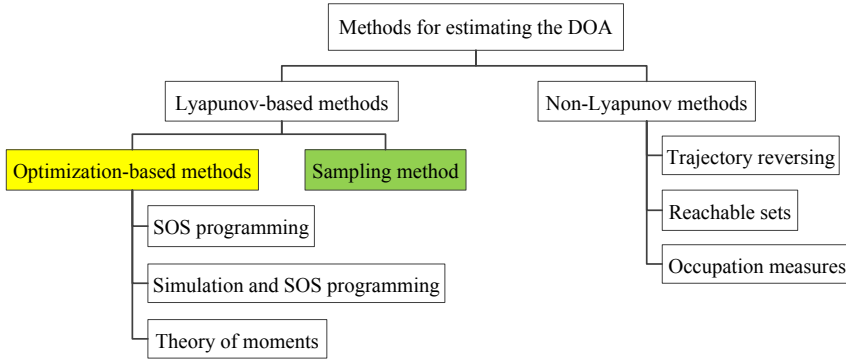 Methods for estimating the DOA
Lyapunov-based methods
Non-Lyapunov methods
Optimization-based methods
Sampling method
Trajectory reversing
SOS programming
Reachable sets
Simulation and SOS programming
Occupation measures
Theory of moments